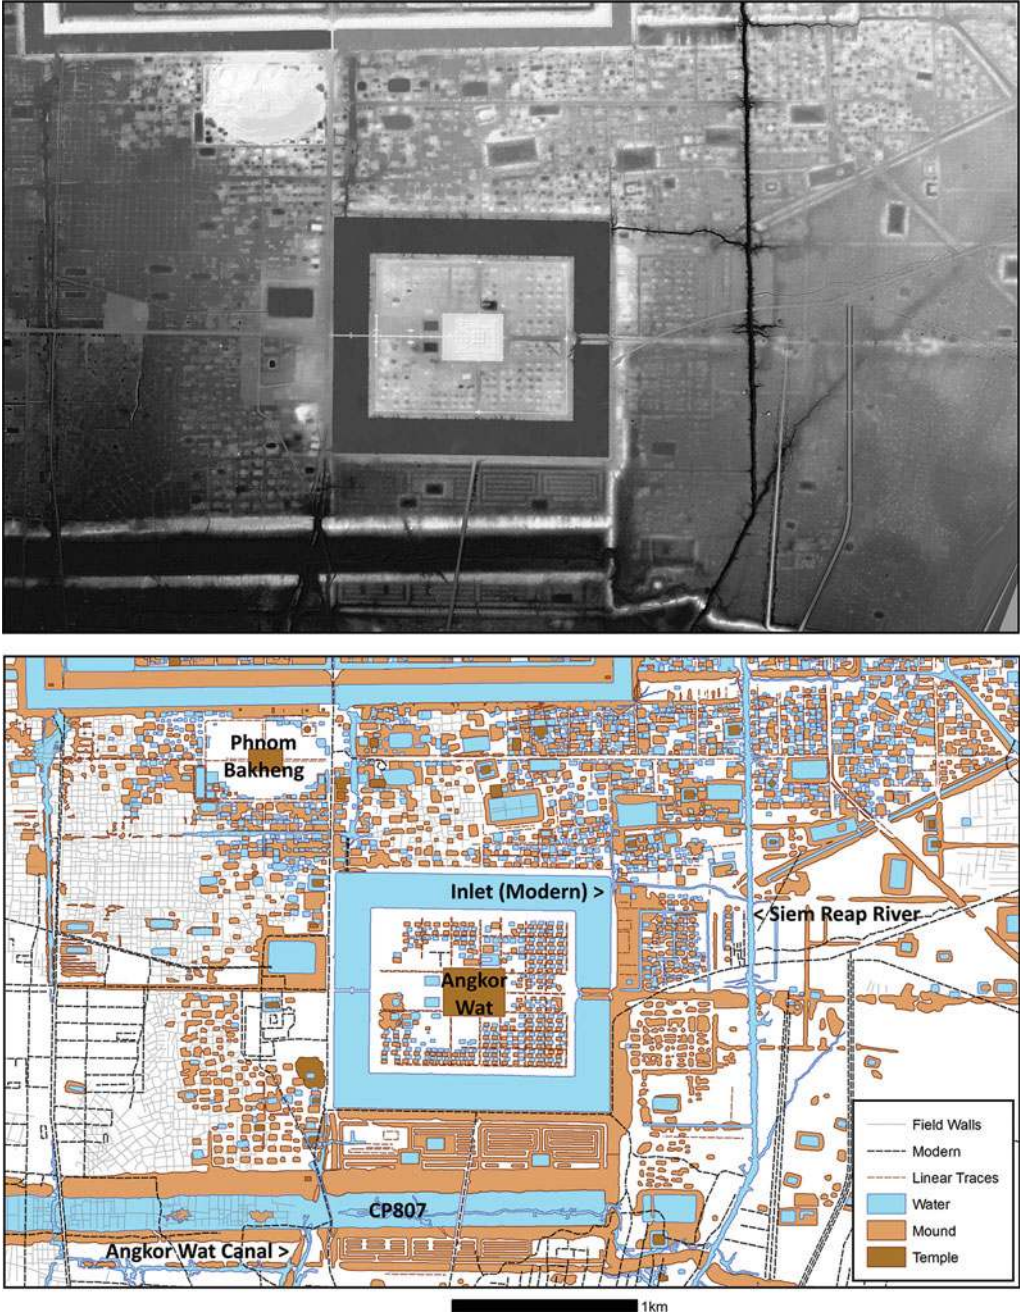 Phnom
Bakheng
Inlet (Modern) >
< Siem Reap River
Angkor
Wat
CP807
Angkor Wat Canal >
Field Walls
Modern
Linear Traces
Water
Mound
Temple
1km